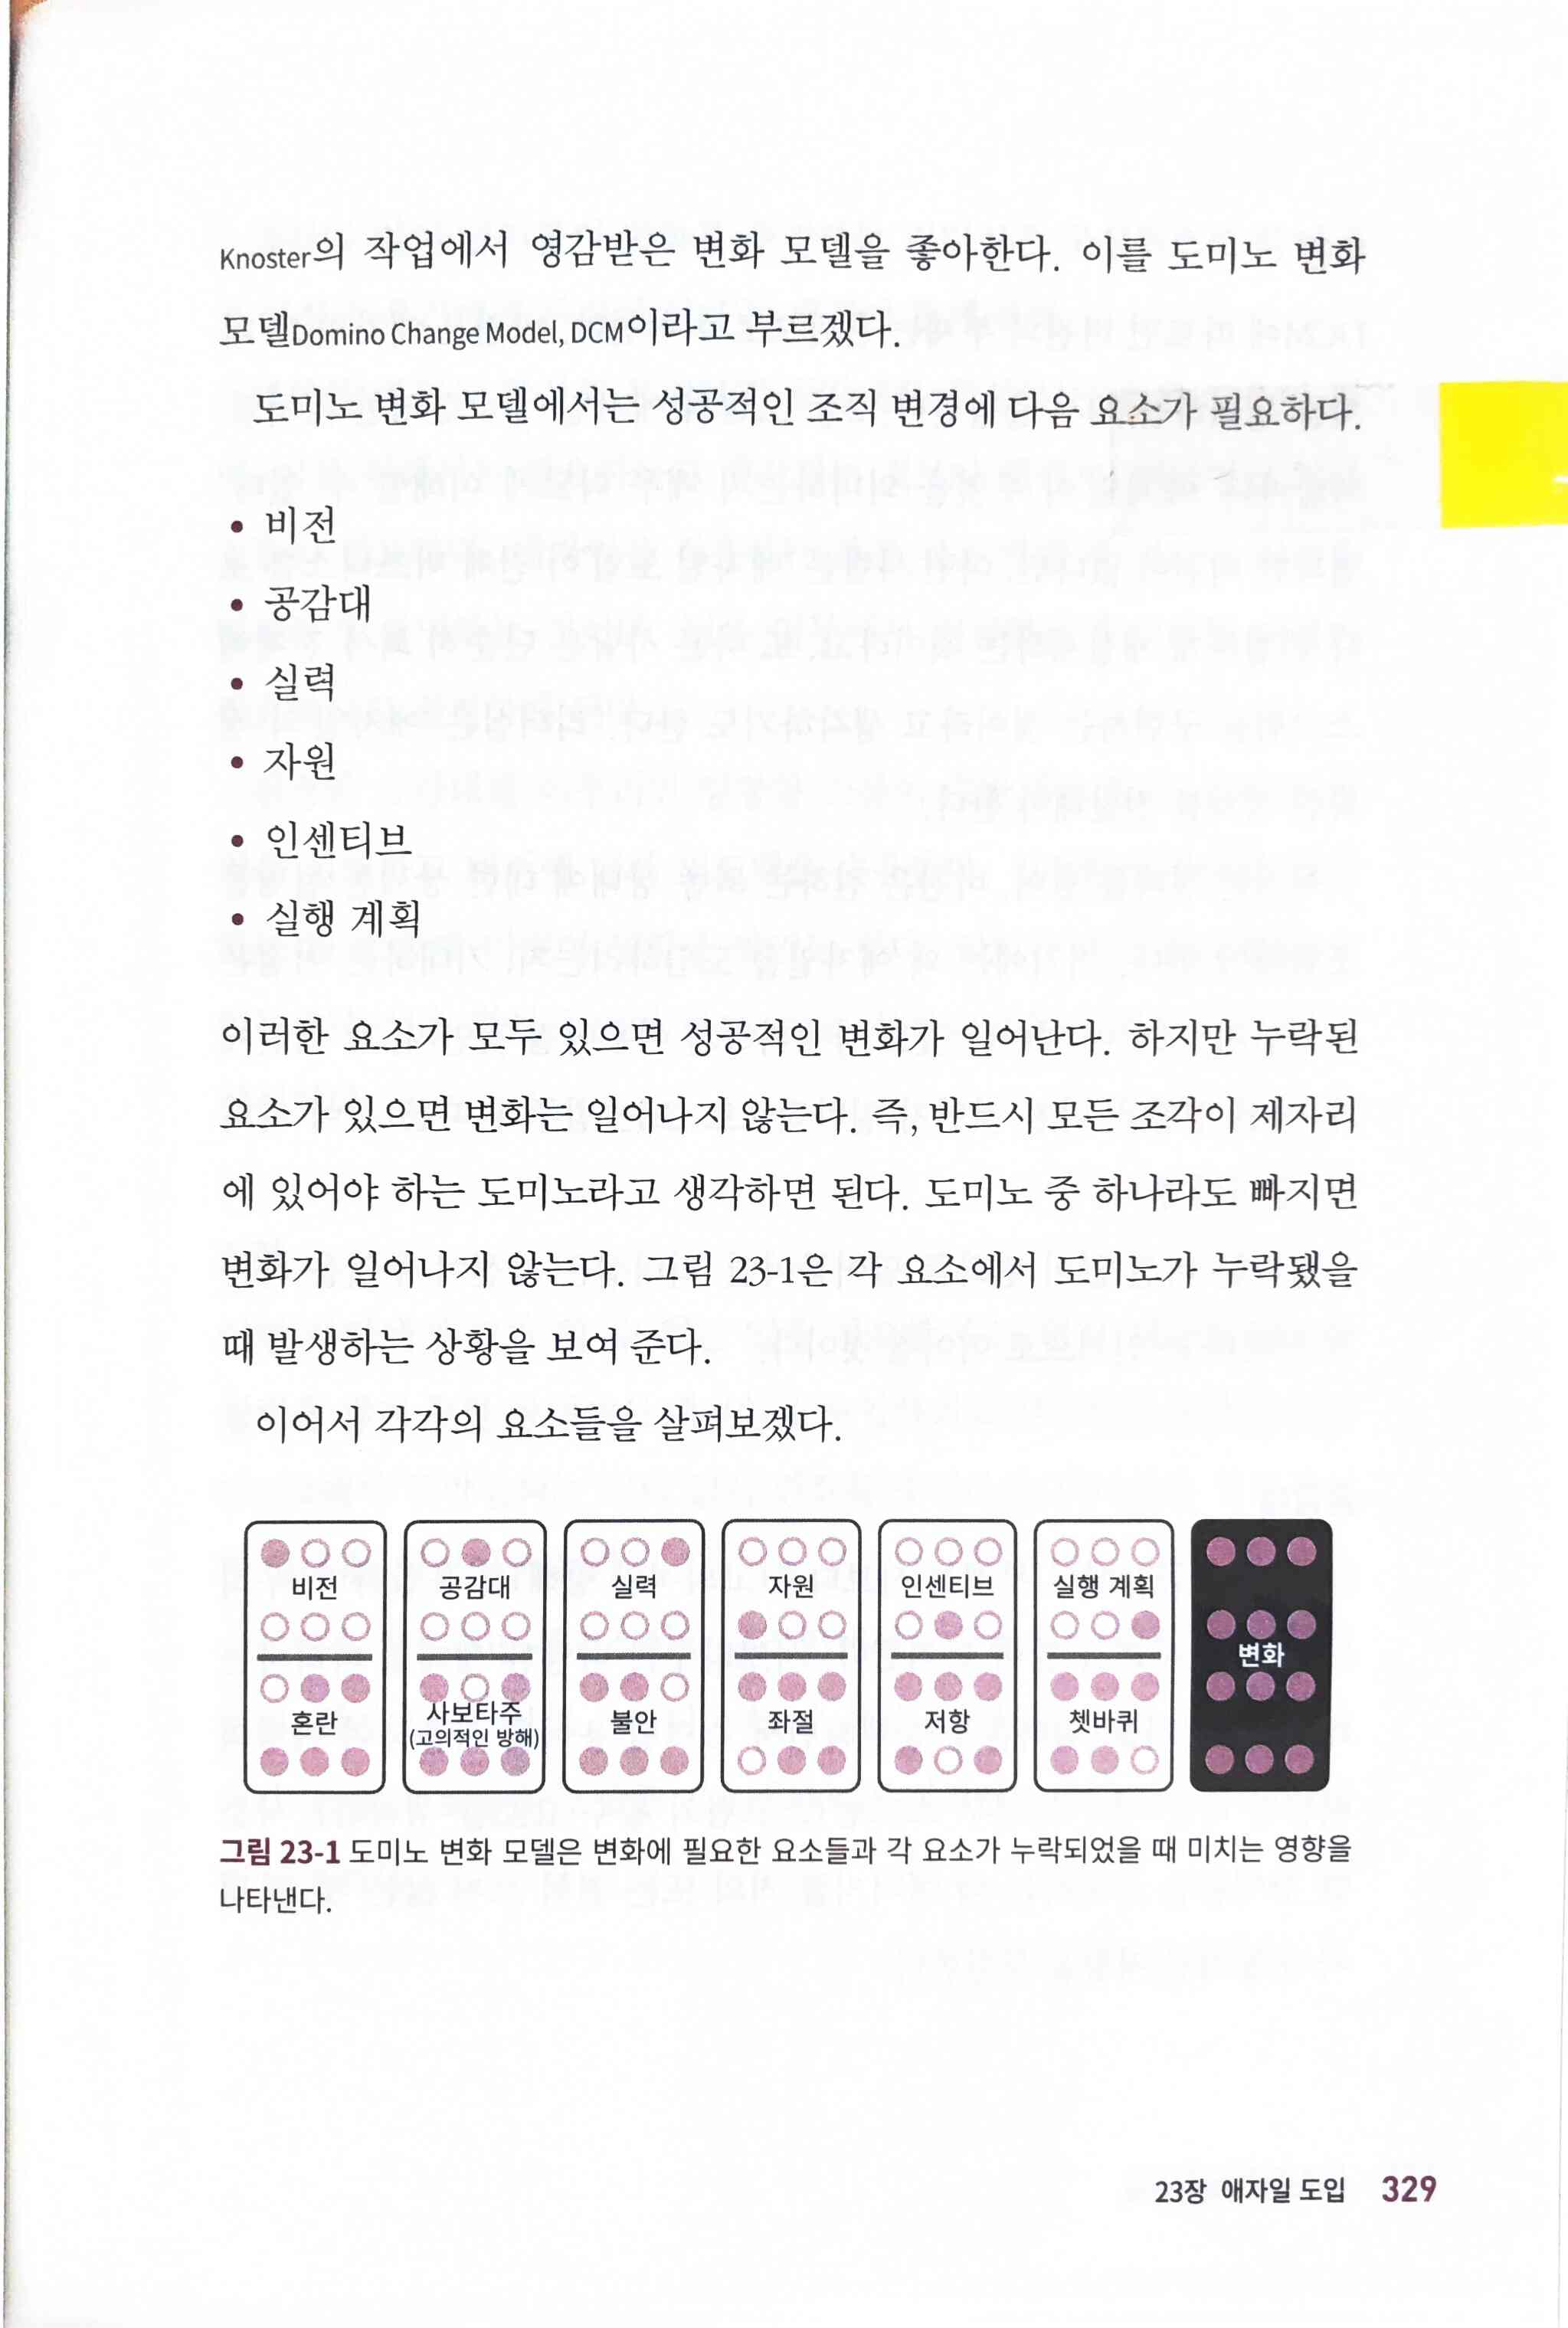 Knoster의 작업에서 영감받은 변화 모델을 좋아한다. 이를 도미노 변화
모델Domino Change Model, DCM이라고 부르겠다.
도미노 변화 모델에서는 성공적인 조직 변경에 다음 요소가 필요하다.
• 비전
• 공감대
• 실력
• 자원
• 인센티브
• 실행 계획
이러한 요소가 모두 있으면 성공적인 변화가 일어난다. 하지만 누락된
요소가 있으면 변화는 일어나지 않는다. 즉, 반드시 모든 조각이 제자리
에 있어야 하는 도미노라고 생각하면 된다. 도미노 중 하나라도 빠지면
변화가 일어나지 않는다. 그림 23-1은 각 요소에서 도미노가 누락됐을
때 발생하는 상황을 보여 준다.
이어서 각각의 요소들을 살펴보겠다.
비전 공감대 실력 자원 인센티브 실행 계획
변화
혼란 사보타주 불안 좌절 저항 쳇바퀴
(고의적인 방해)
그림 23-1 도미노 변화 모델은 변화에 필요한 요소들과 각 요소가 누락되었을 때 미치는 영향을
나타낸다.
23장 애자일 도입 329